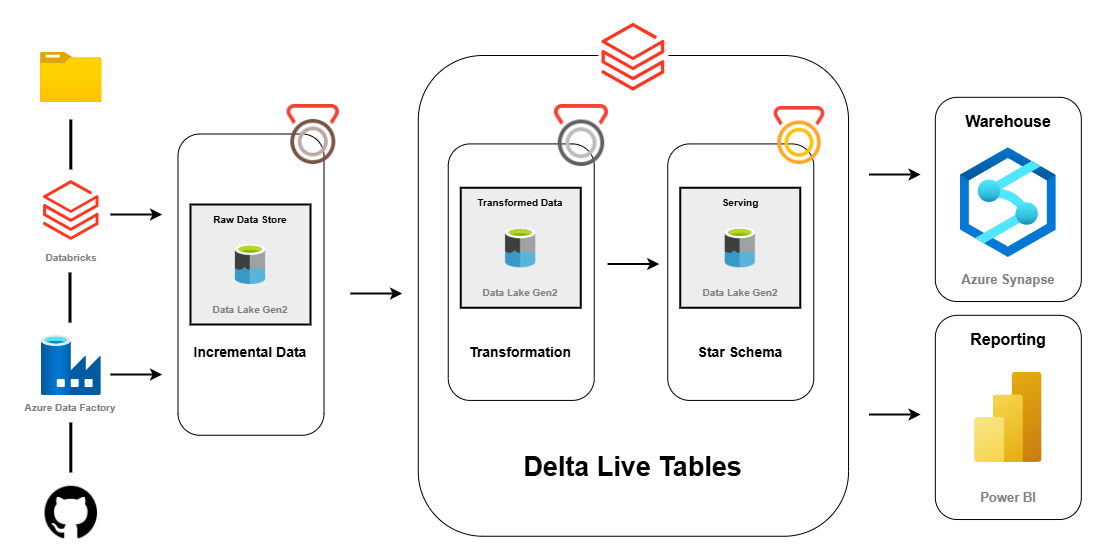 Databricks
Azure Data Factory
Raw Data Store
Data Lake Gen2
Incremental Data
Transformed Data
Data Lake Gen2
Transformation
Serving
Data Lake Gen2
Star Schema
Delta Live Tables
Warehouse
Azure Synapse
Reporting
Power BI